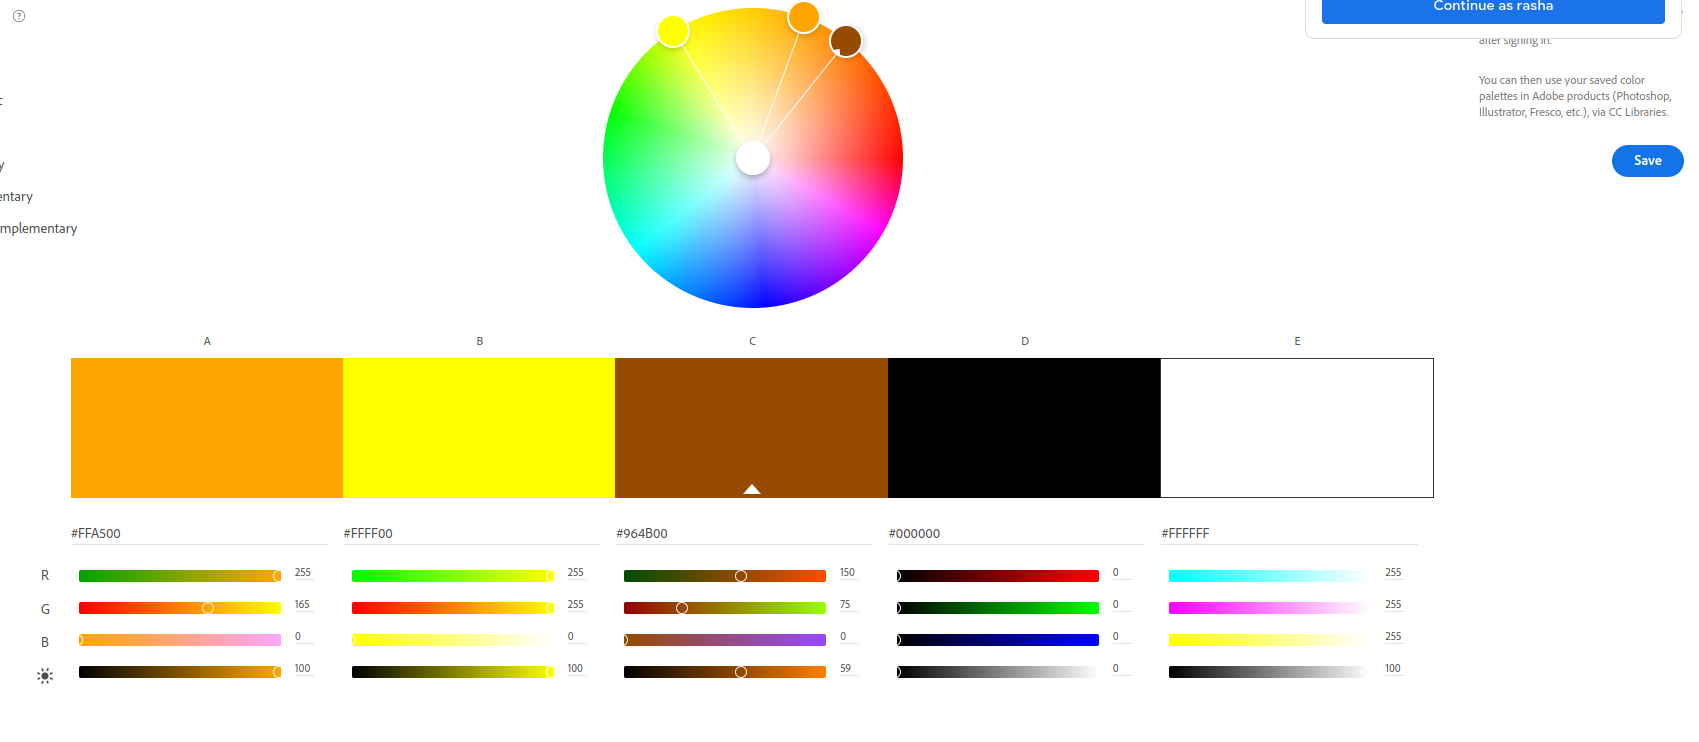 ?
Continue as rasha
after signing in.
You can then use your saved color
palettes in Adobe products (Photoshop,
Illustrator, Fresco, etc.), via CC Libraries.
Save
entary
mplementary
A B C D E
#FFA500 #FFFF00 #964B00 #000000 #FFFFFF
R 255 255 150 0 255
G 165 255 75 0 255
B 0 0 0 0 255
100 100 59 0 100